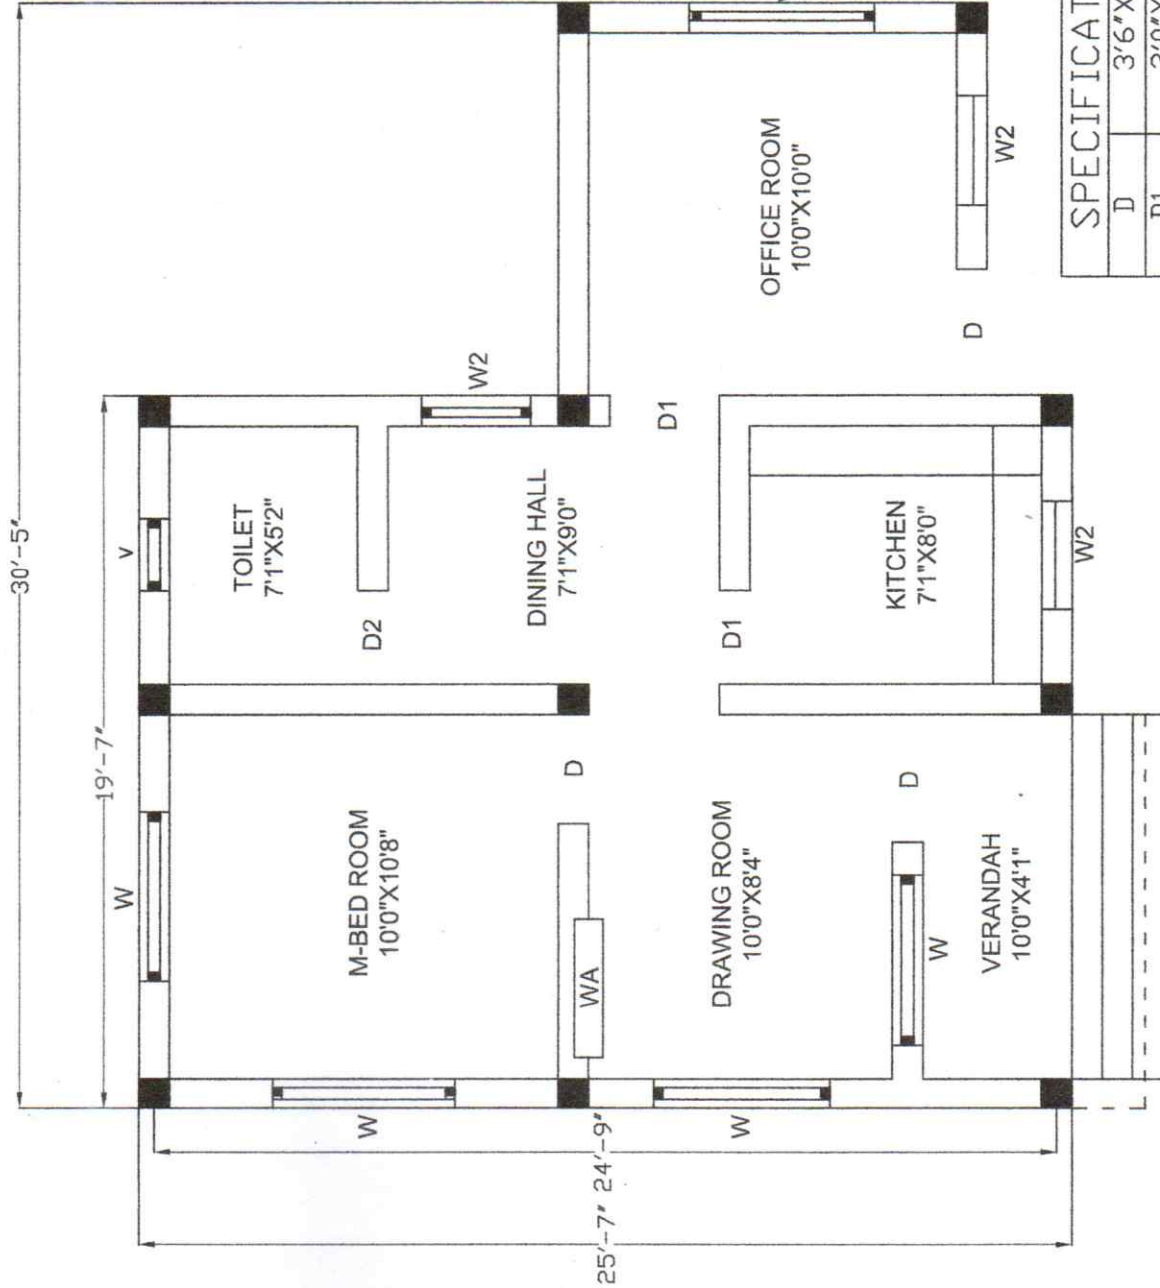 30'-5"
19'-7"
V
W
TOILET
7'1"X5'2"
D2
W2
M-BED ROOM
10'0"X10'8"
W
DINING HALL
7'1"X9'0"
D1
D
WA
OFFICE ROOM
10'0"X10'0"
W2
D
D1
KITCHEN
7'1"X8'0"
W2
DRAWING ROOM
10'0"X8'4"
W
D
W
VERANDAH
10'0"X4'1"
25'-7"
24'-9"
SPECIFICAT
D
3'6"X
D1